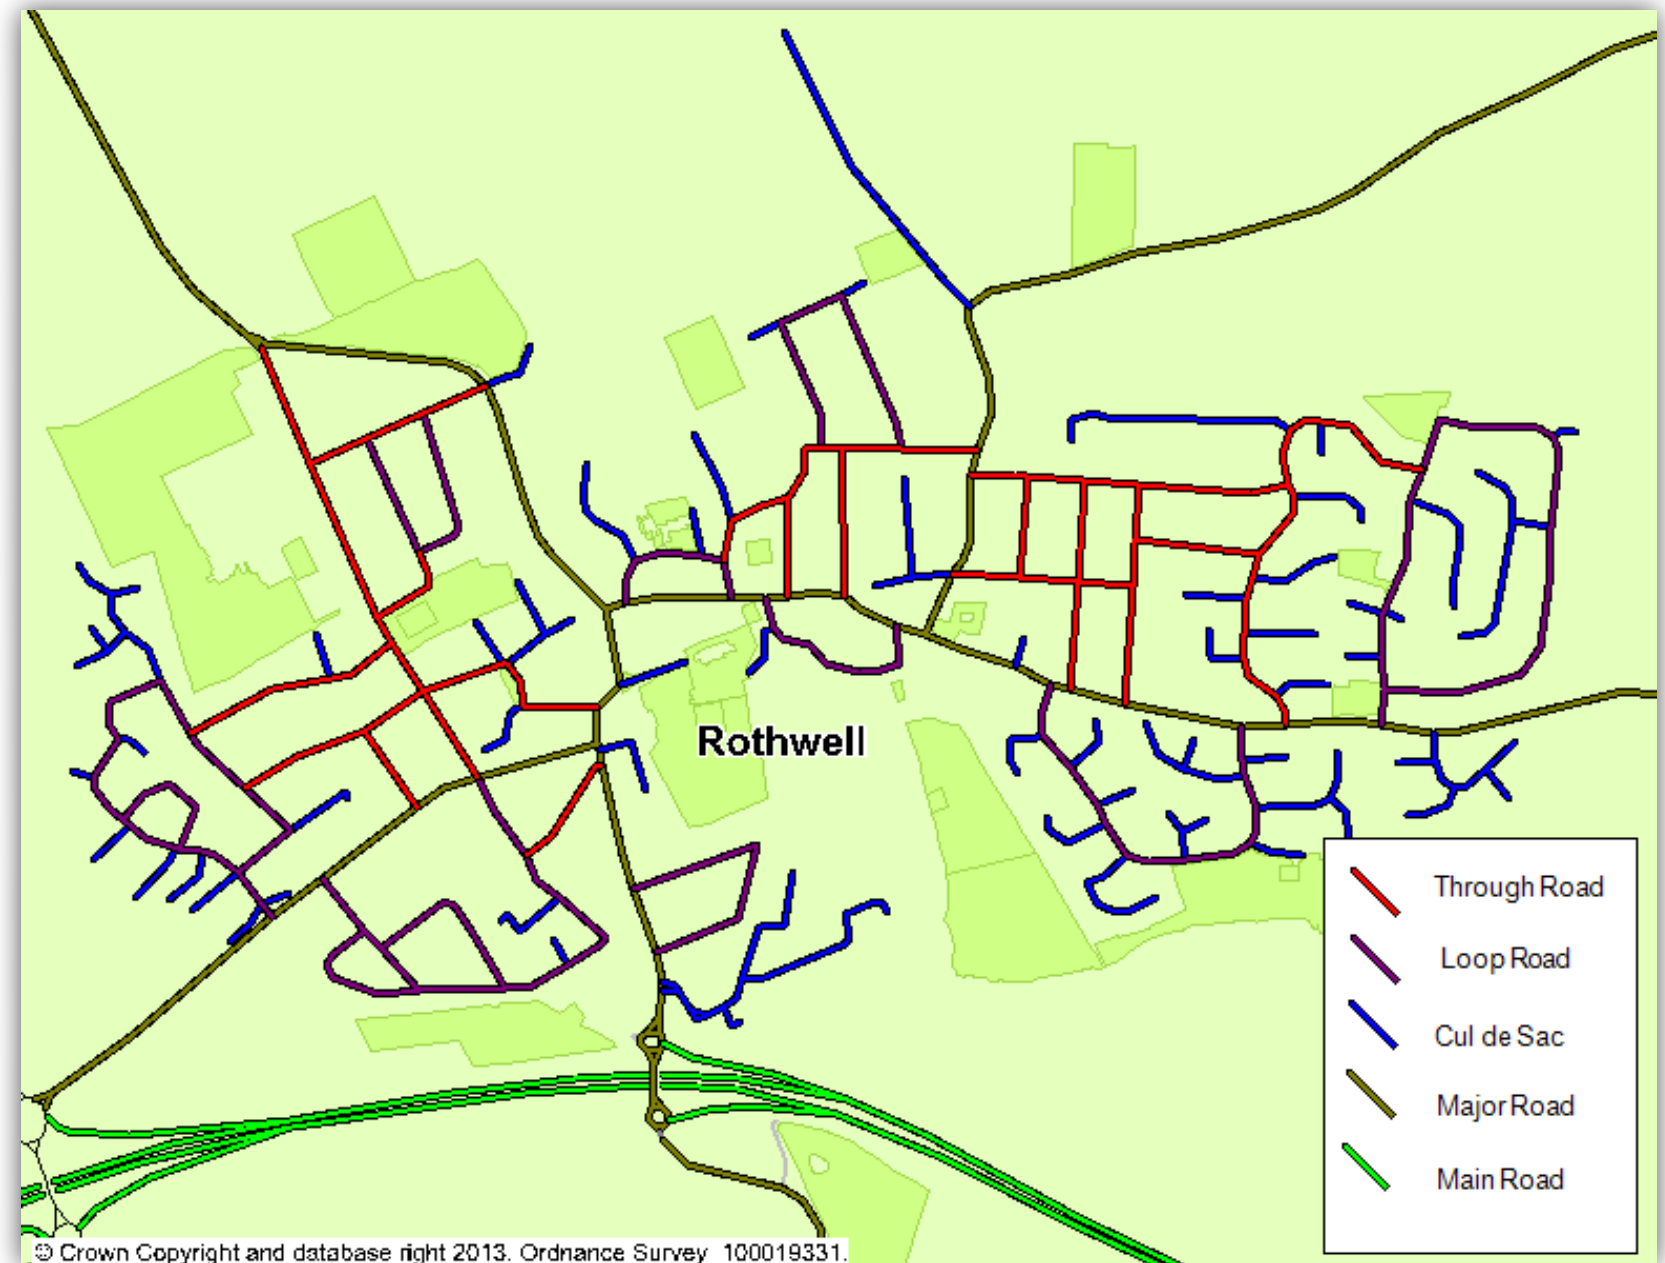 Rothwell
Through Road
Loop Road
Cul de Sac
Major Road
Main Road
© Crown Copyright and database right 2013. Ordnance Survey 100019331.